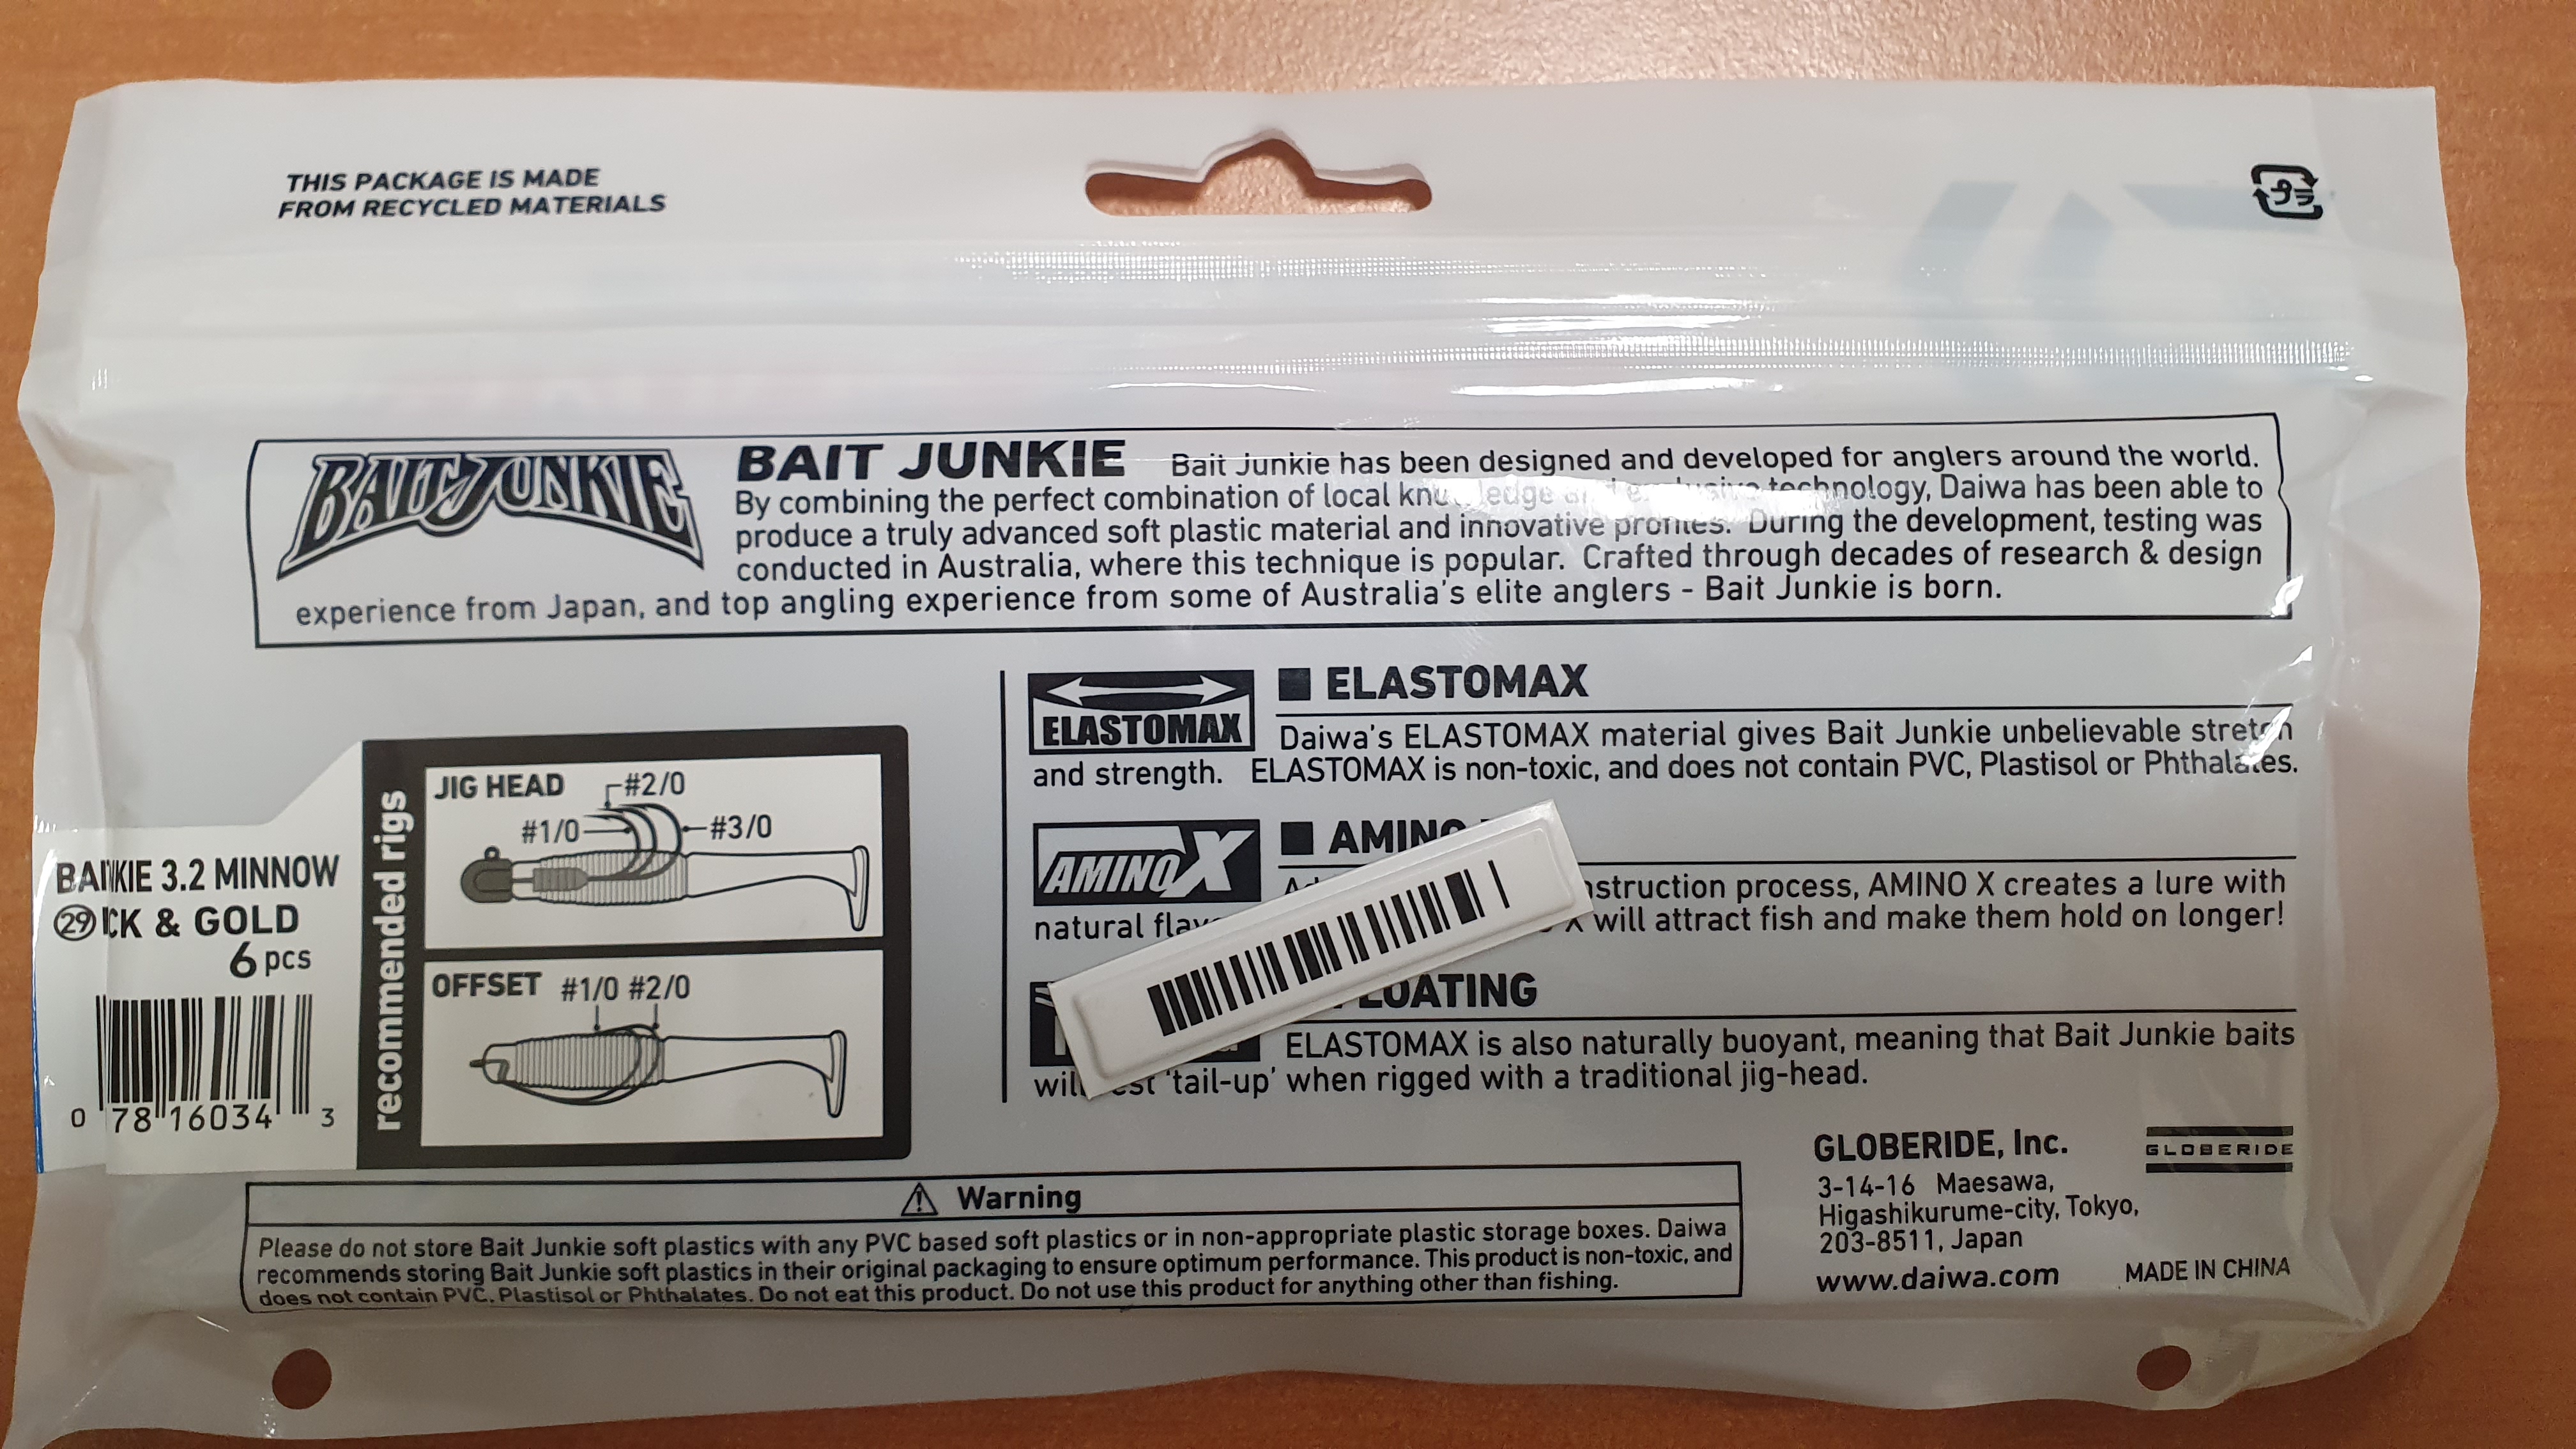 THIS PACKAGE IS MADE
FROM RECYCLED MATERIALS
プラ
BAIT JUNKIE
BAIT JUNKIE Bait Junkie has been designed and developed for anglers around the world.
By combining the perfect combination of local technology, Daiwa has been able to
produce a truly advanced soft plastic material and innovative profiles. During the development, testing was
conducted in Australia, where this technique is popular. Crafted through decades of research & design
experience from Japan, and top angling experience from some of Australia's elite anglers - Bait Junkie is born.
ELASTOMAX
■ ELASTOMAX
Daiwa's ELASTOMAX material gives Bait Junkie unbelievable stretch
and strength. ELASTOMAX is non-toxic, and does not contain PVC, Plastisol or Phthalates.
AMINO X
■ AMINO
struction process, AMINO X creates a lure with
natural X will attract fish and make them hold on longer!
LOATING
ELASTOMAX is also naturally buoyant, meaning that Bait Junkie baits
will 'tail-up' when rigged with a traditional jig-head.
recommended rigs
JIG HEAD #2/0
#1/0 #3/0
OFFSET #1/0 #2/0
KIE 3.2 MINNOW
29 CK & GOLD
6 pcs
0 78 16034 3
⚠ Warning
Please do not store Bait Junkie soft plastics with any PVC based soft plastics or in non-appropriate plastic storage boxes. Daiwa
recommends storing Bait Junkie soft plastics in their original packaging to ensure optimum performance. This product is non-toxic, and
does not contain PVC, Plastisol or Phthalates. Do not eat this product. Do not use this product for anything other than fishing.
GLOBERIDE, Inc.
GLOBERIDE
3-14-16 Maesawa,
Higashikurume-city, Tokyo,
203-8511, Japan
www.daiwa.com
MADE IN CHINA